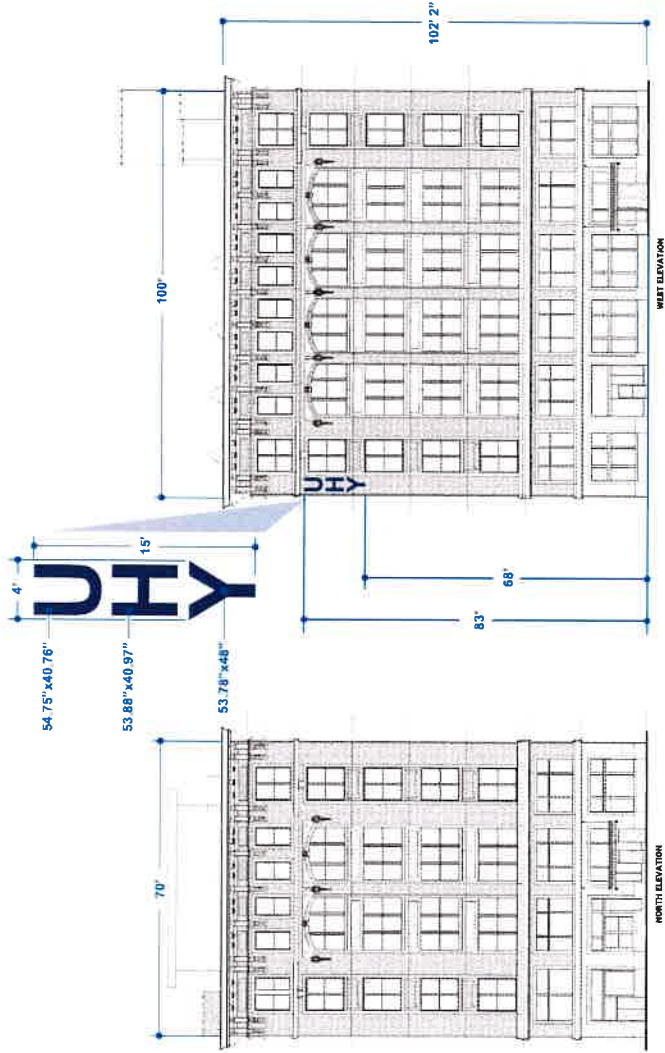 70'
NORTH ELEVATION
54.75"x40.76"
53.88"x40.97"
53.78"x48"
4'
15'
UHY
100'
102' 2"
UHY
83'
68'
WEST ELEVATION